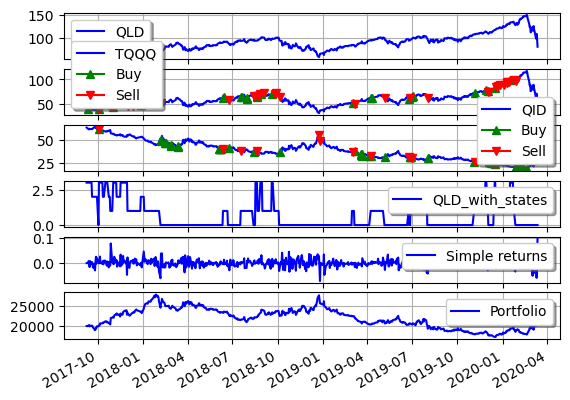 150
100
QLD
TQQQ
Buy
Sell
100
50
QID
Buy
Sell
50
25
2.5
0.0
QLD_with_states
0.1
0.0
Simple returns
25000
20000
Portfolio
2017-10
2018-01
2018-04
2018-07
2018-10
2019-01
2019-04
2019-07
2019-10
2020-01
2020-04